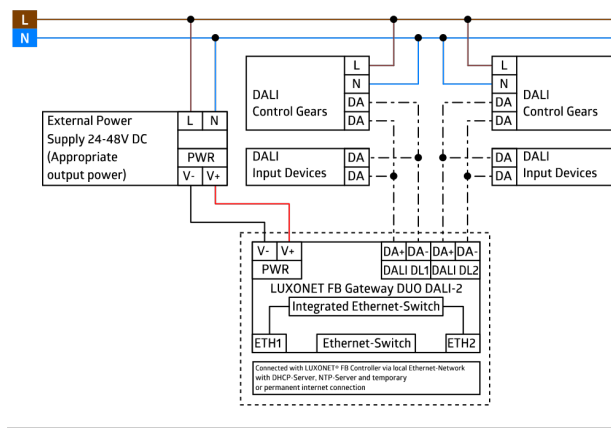 L
N
External Power
Supply 24-48V DC
(Appropriate
output power)
L N
PWR
V- V+
DALI
Control Gears
L
N
DA
DA
DALI
Input Devices
DA
DA
L
N
DA
DA
DALI
Control Gears
DA
DA
DALI
Input Devices
V- V+
PWR
DA+ DA- DA+ DA-
DALI DL1 DALI DL2
LUXONET FB Gateway DUO DALI-2
Integrated Ethernet-Switch
ETH1 Ethernet-Switch ETH2
Connected with LUXONET® FB Controller via local Ethernet-Network
with DHCP-Server, NTP-Server and temporary
or permanent internet connection